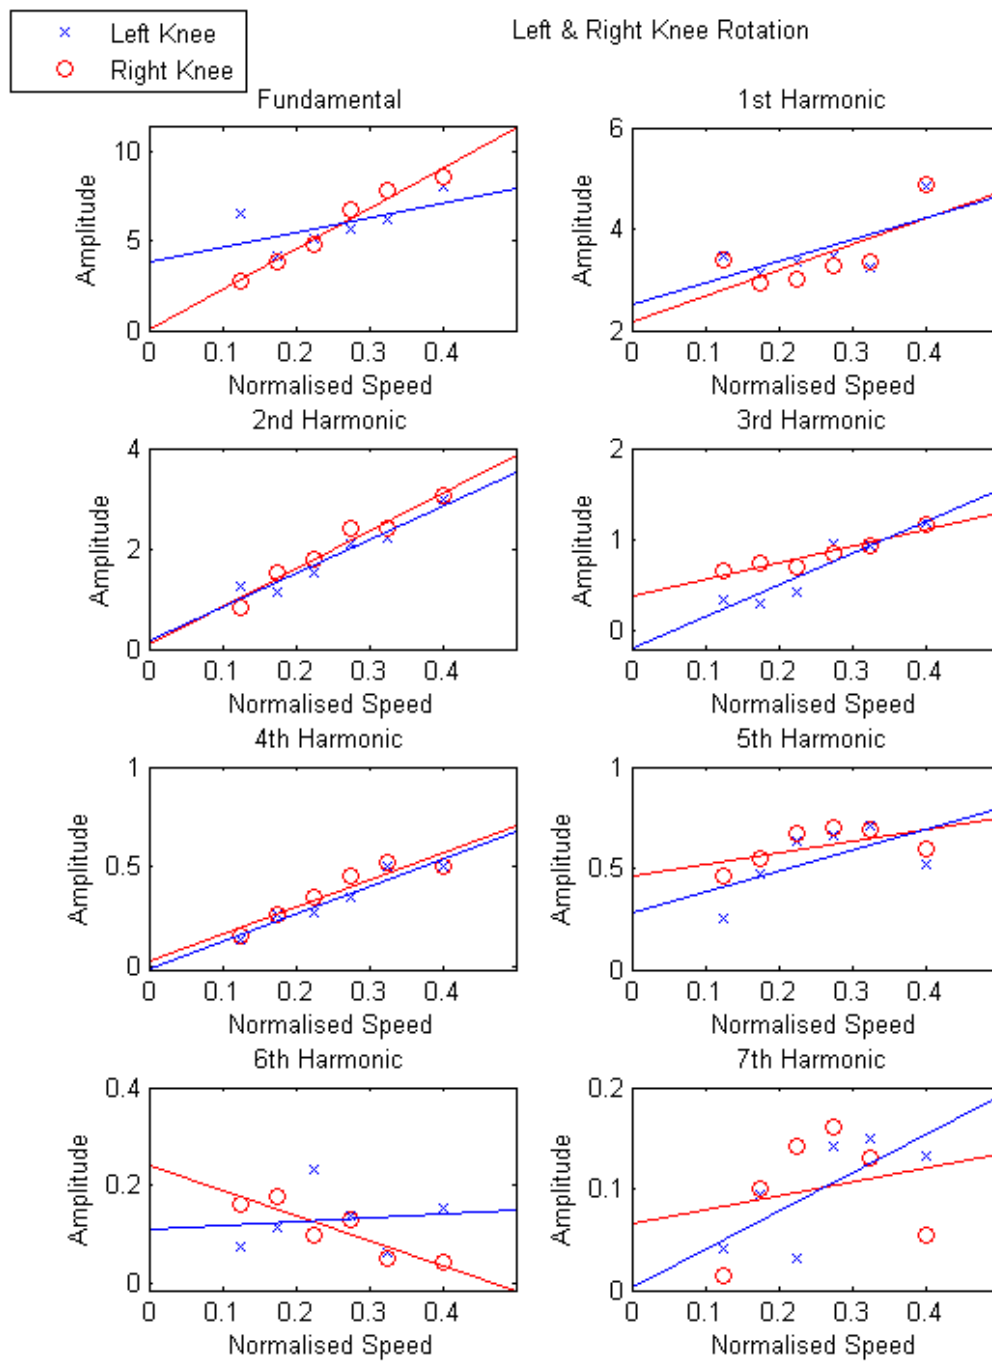 Left Knee
Right Knee
Left & Right Knee Rotation
Fundamental
Amplitude
10
5
0
0 0.1 0.2 0.3 0.4
Normalised Speed
1st Harmonic
Amplitude
6
4
2
0 0.1 0.2 0.3 0.4
Normalised Speed
2nd Harmonic
Amplitude
4
2
0
0 0.1 0.2 0.3 0.4
Normalised Speed
3rd Harmonic
Amplitude
2
1
0
0 0.1 0.2 0.3 0.4
Normalised Speed
4th Harmonic
Amplitude
1
0.5
0
0 0.1 0.2 0.3 0.4
Normalised Speed
5th Harmonic
Amplitude
1
0.5
0
0 0.1 0.2 0.3 0.4
Normalised Speed
6th Harmonic
Amplitude
0.4
0.2
0
0 0.1 0.2 0.3 0.4
Normalised Speed
7th Harmonic
Amplitude
0.2
0.1
0
0 0.1 0.2 0.3 0.4
Normalised Speed